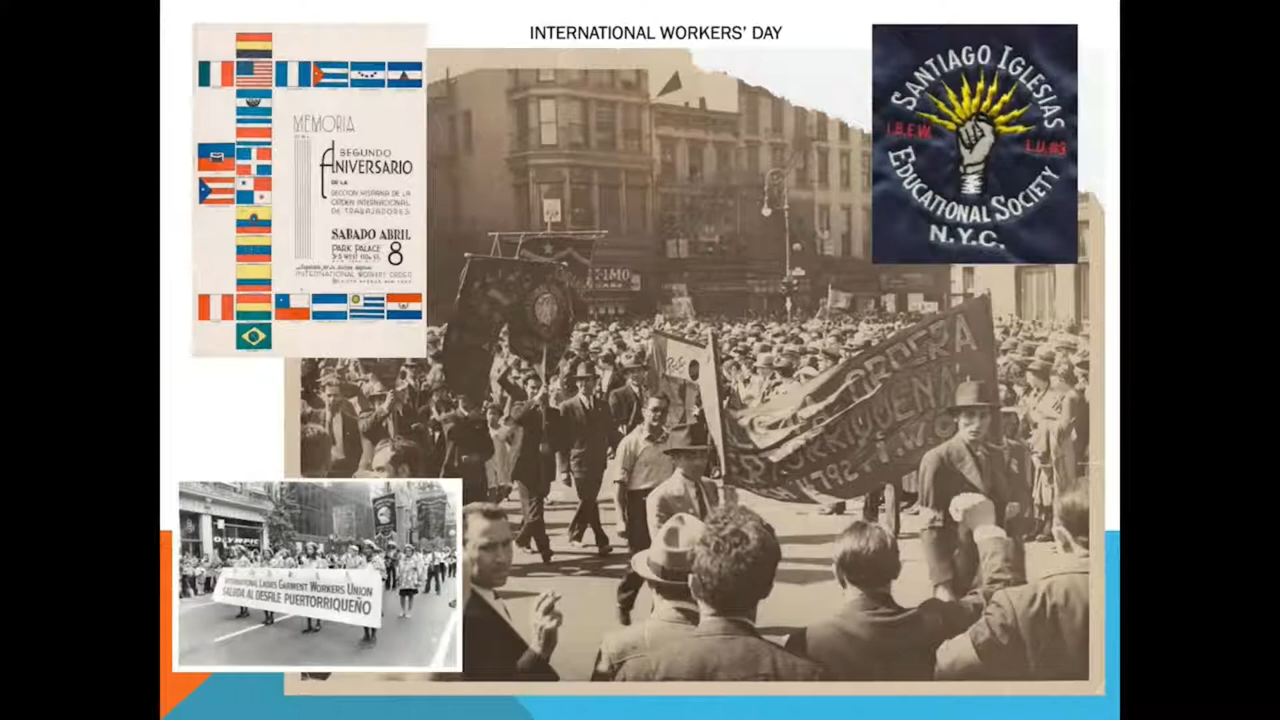 INTERNATIONAL WORKERS' DAY
MEMORIA
SEGUNDO
ANIVERSARIO
DE LA
SECCION HISPANA DE LA
ORDEN INTERNACIONAL
DE TRABAJADORES
SABADO ABRIL
PARK PALACE
8
INTERNATIONAL WORKERS ORDER
SANTIAGO IGLESIAS
I.B.E.W.
L.U.#3
EDUCATIONAL SOCIETY
N.Y.C.
OBRERA
I.W.O.
OLYMPIC
INTERNATIONAL LADIES GARMENT WORKERS UNION
SALUDA AL DESFILE PUERTORRIQUEÑO